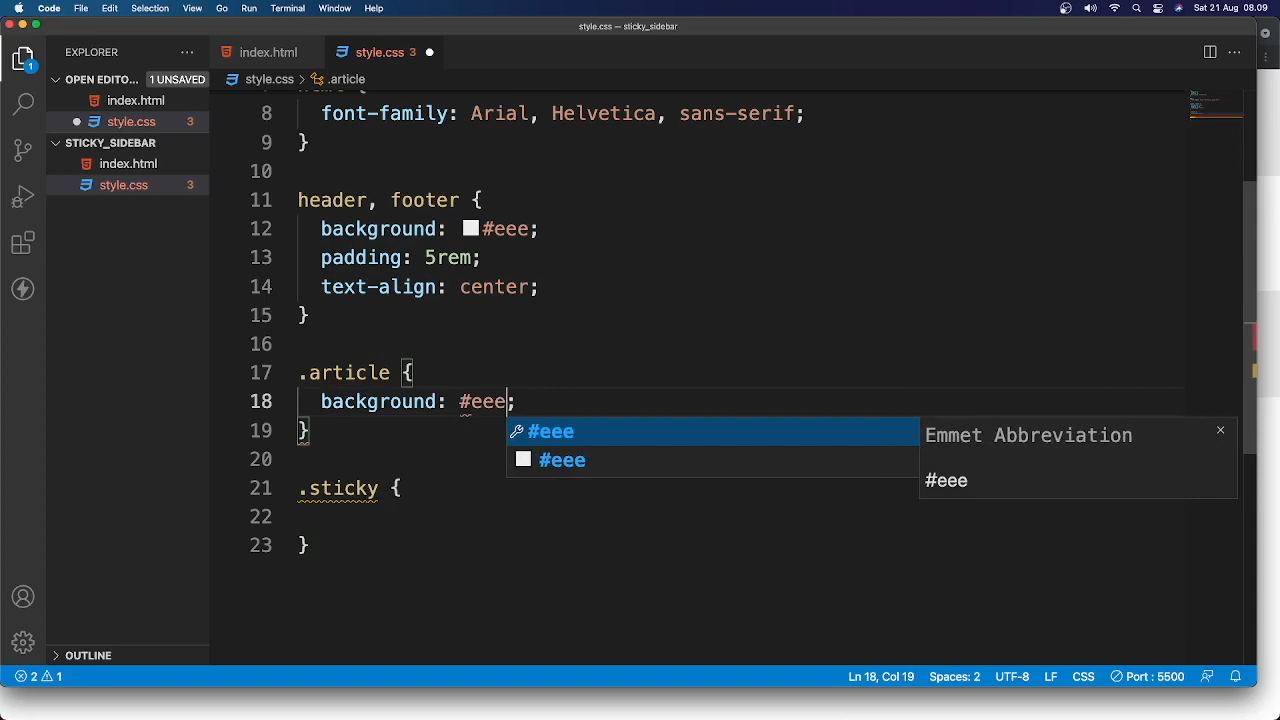 Code File Edit Selection View Go Run Terminal Window Help Sat 21 Aug 08.09
style.css — sticky_sidebar
EXPLORER
index.html
style.css 3
1
OPEN EDITO... 1 UNSAVED
index.html
style.css 3
STICKY_SIDEBAR
index.html
style.css 3
OUTLINE
style.css > .article
8 font-family: Arial, Helvetica, sans-serif;
9 }
10
11 header, footer {
12 background: #eee;
13 padding: 5rem;
14 text-align: center;
15 }
16
17 .article {
18 background: #eee;
19 }
20
21 .sticky {
22
23 }
#eee
#eee
Emmet Abbreviation
#eee
2 1 Ln 18, Col 19 Spaces: 2 UTF-8 LF CSS Port : 5500